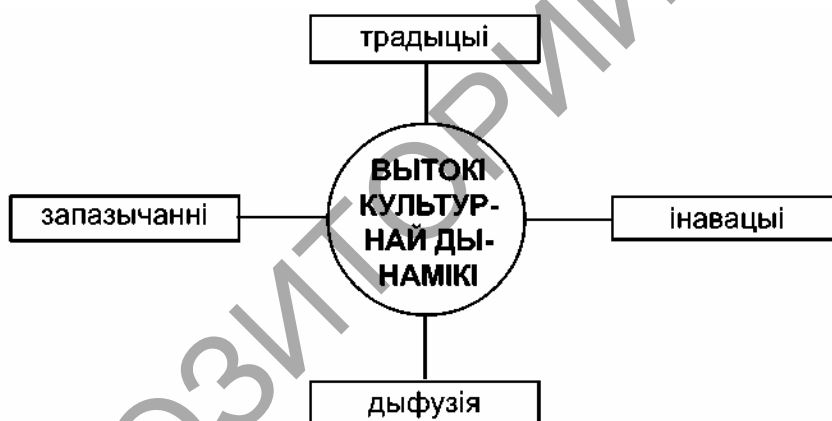 традыцыі
запазычанні
ВЫТОКІ
КУЛЬТУР-
НАЙ ДЫ-
НАМІКІ
інавацыі
дыфузія